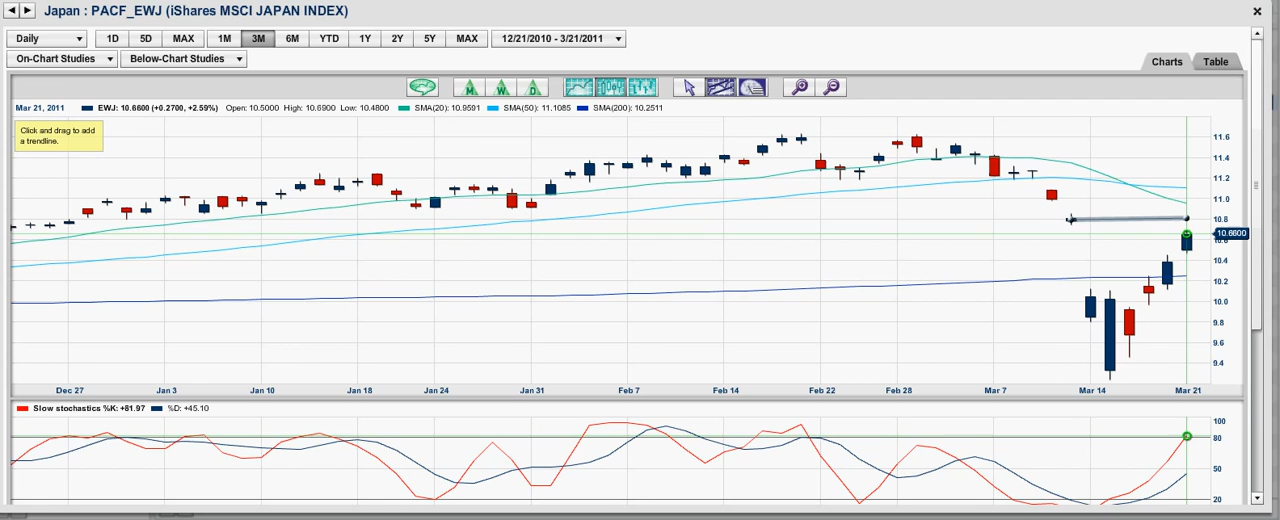 Japan : PACF_EWJ (iShares MSCI JAPAN INDEX)
Daily 1D 5D MAX 1M 3M 6M YTD 1Y 2Y 5Y MAX 12/21/2010 - 3/21/2011
On-Chart Studies Below-Chart Studies Charts Table
M W D
Mar 21, 2011 EWJ: 10.6600 (+0.2700, +2.59%) Open: 10.5000 High: 10.6900 Low: 10.4800 SMA(20): 10.9591 SMA(50): 11.1085 SMA(200): 10.2511
Click and drag to add
a trendline.
11.6
11.4
11.2
11.0
10.8
10.6600
10.6
10.4
10.2
10.0
9.8
9.6
9.4
Dec 27 Jan 3 Jan 10 Jan 18 Jan 24 Jan 31 Feb 7 Feb 14 Feb 22 Feb 28 Mar 7 Mar 14 Mar 21
Slow stochastics %K: +81.97 %D: +45.10
100
80
50
20